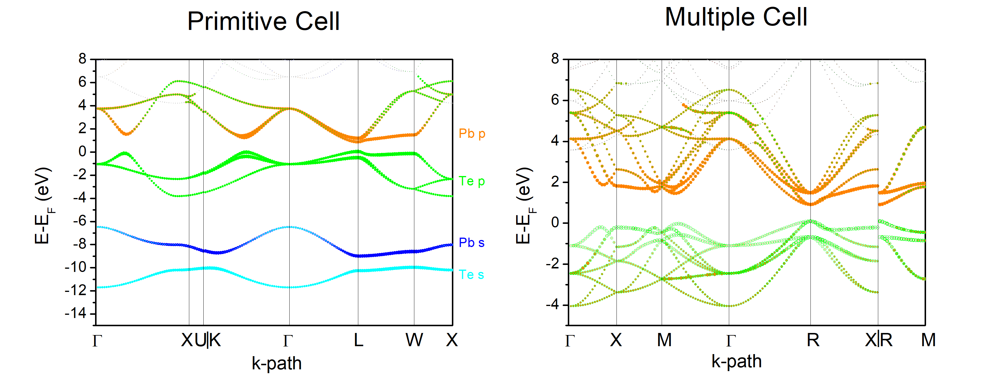 Primitive Cell
8
6
4
2
0
-2
-4
-6
-8
-10
-12
-14
E-E_F (eV)
Γ X U|K Γ L W X
k-path
Pb p
Te p
Pb s
Te s
Multiple Cell
8
6
4
2
0
-2
-4
E-E_F (eV)
Γ X M Γ R X|R M
k-path